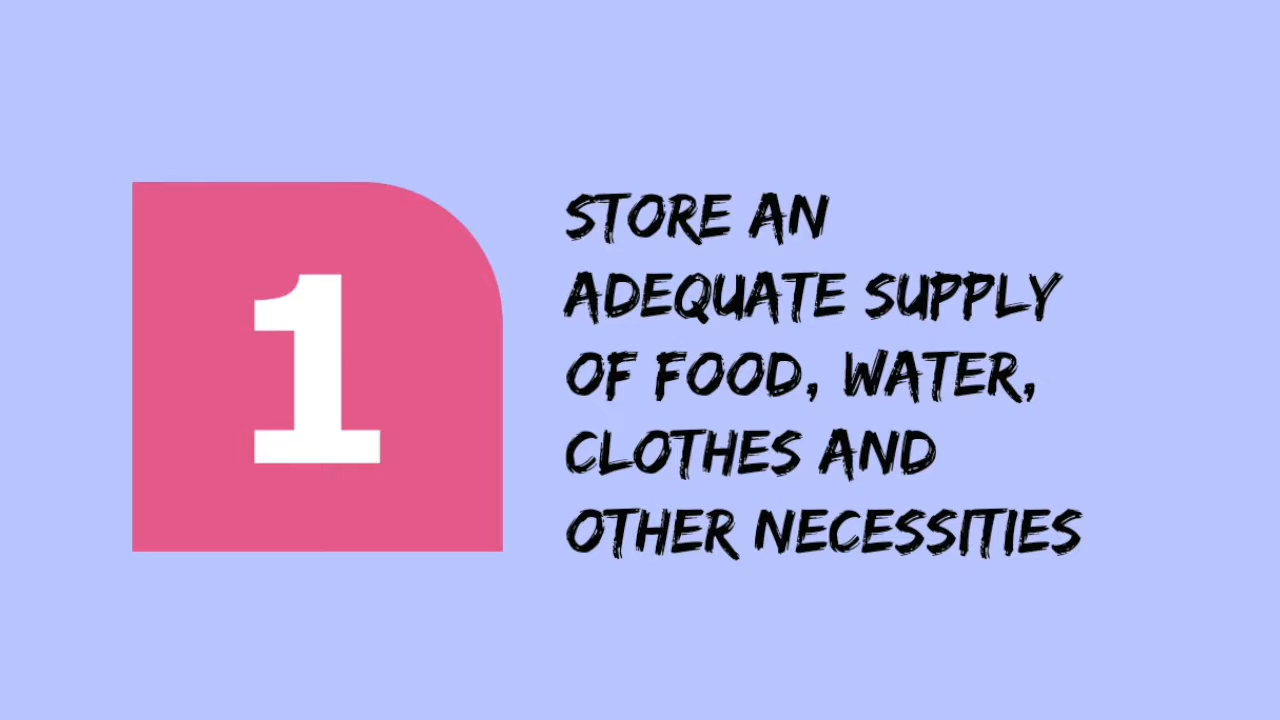 1
STORE AN
ADEQUATE SUPPLY
OF FOOD, WATER,
CLOTHES AND
OTHER NECESSITIES